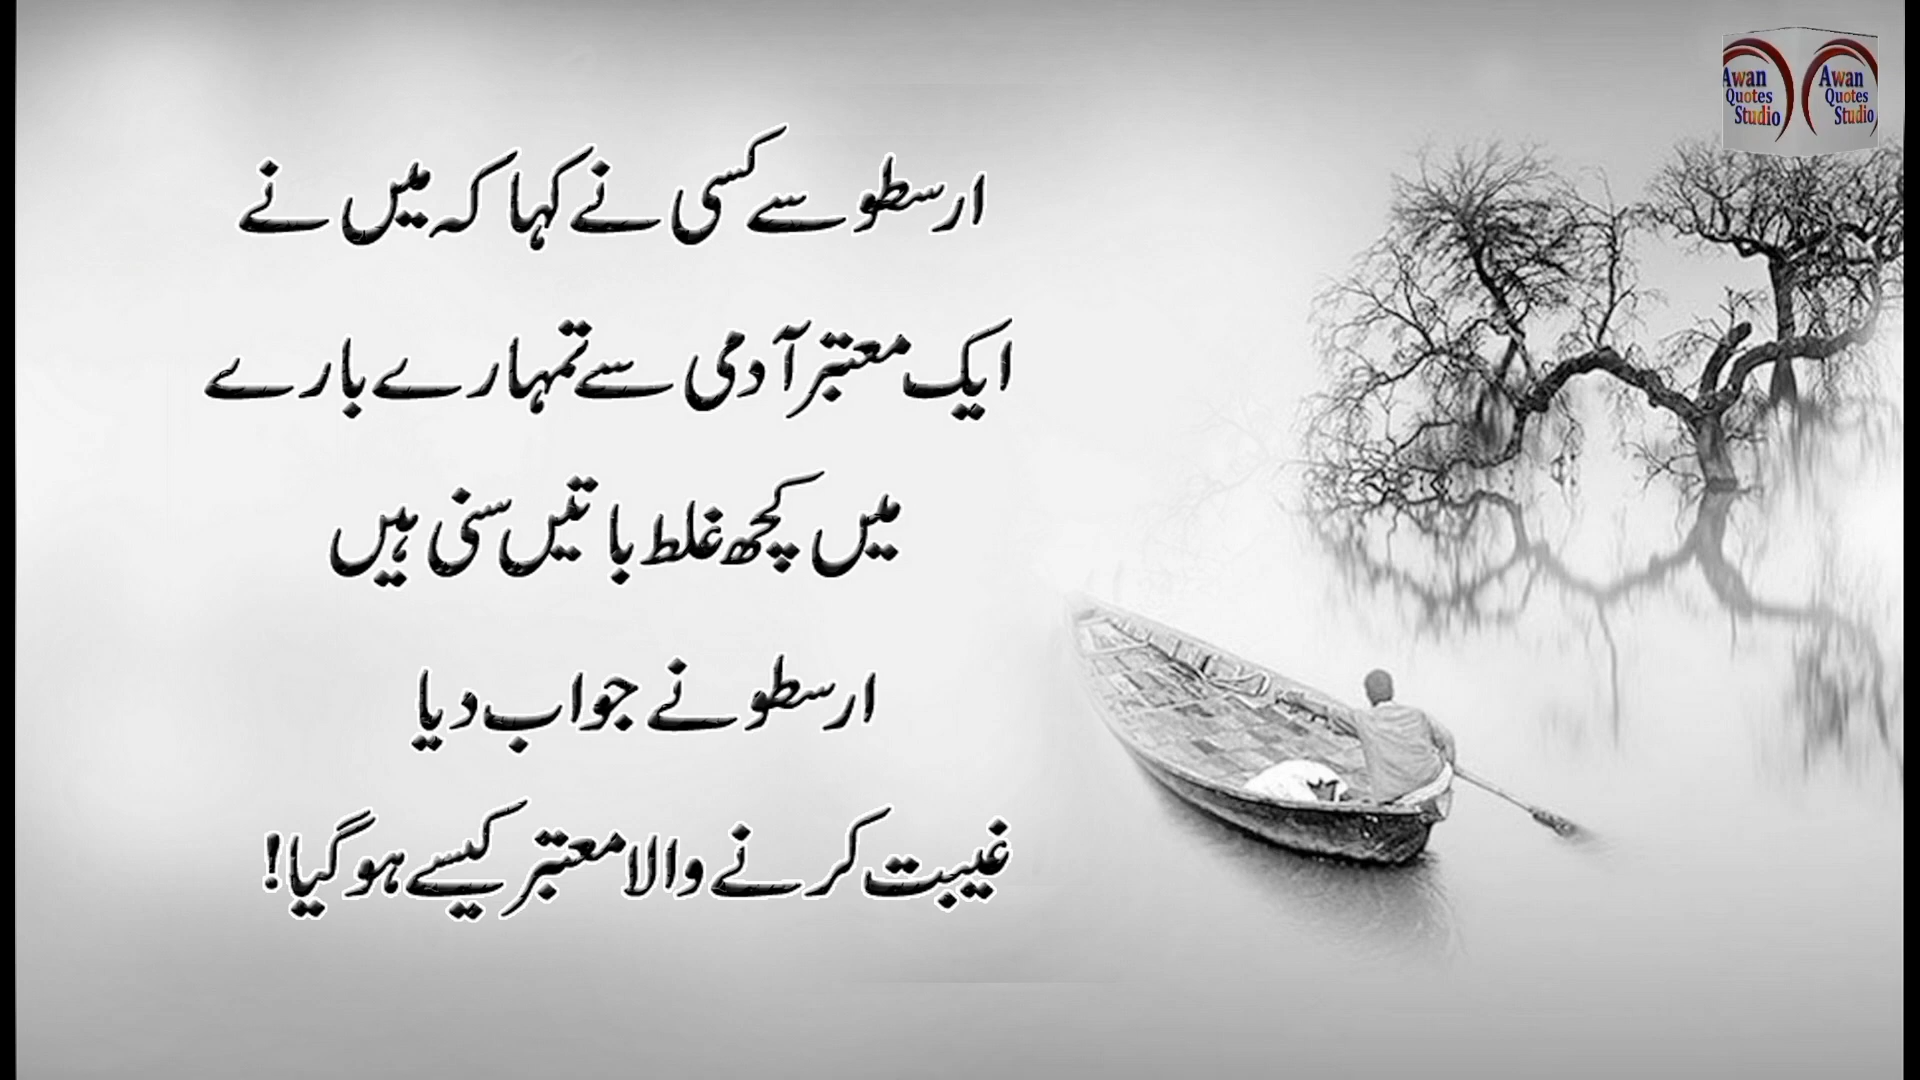 Awan Quotes Studio
Awan Quotes Studio
ارسطو سے کسی نے کہا کہ میں نے
ایک معتبر آدمی سے تمہارے بارے
میں کچھ غلط باتیں سنی ہیں
ارسطو نے جواب دیا
غیبت کرنے والا معتبر کیسے ہو گیا!